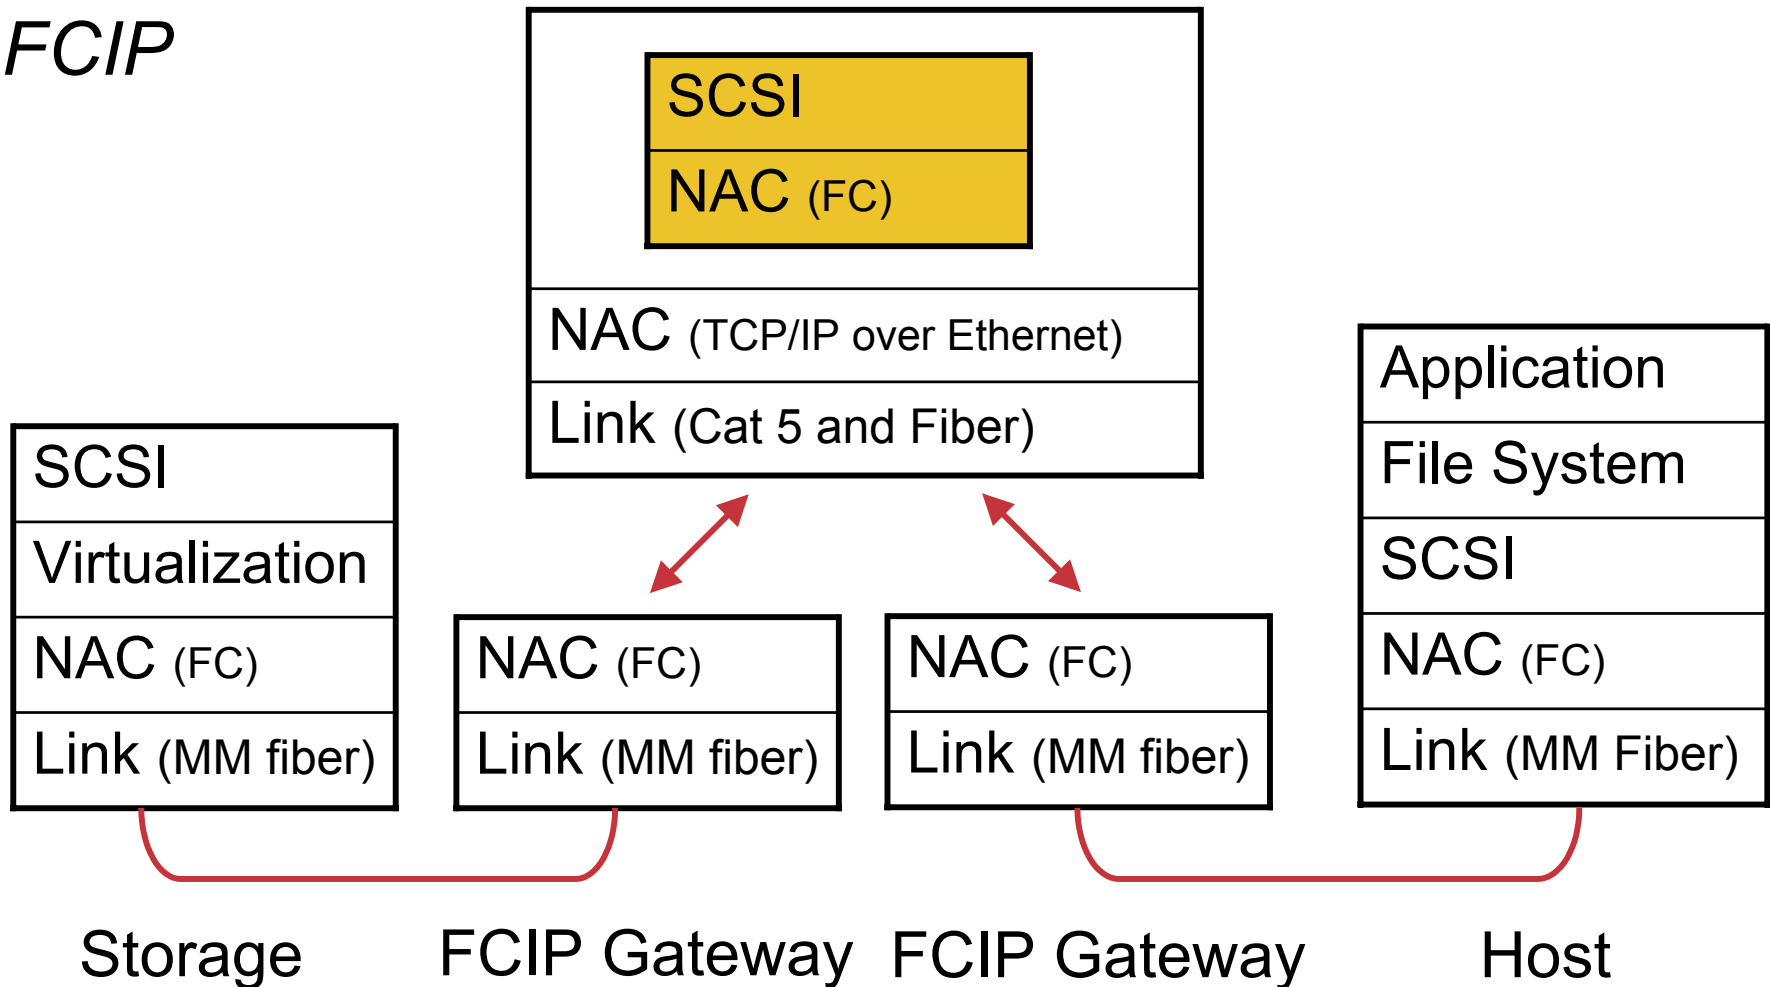 FCIP
SCSI
NAC (FC)
NAC (TCP/IP over Ethernet)
Link (Cat 5 and Fiber)
SCSI
Virtualization
NAC (FC)
Link (MM fiber)
NAC (FC)
Link (MM fiber)
NAC (FC)
Link (MM fiber)
Application
File System
SCSI
NAC (FC)
Link (MM Fiber)
Storage
FCIP Gateway
FCIP Gateway
Host